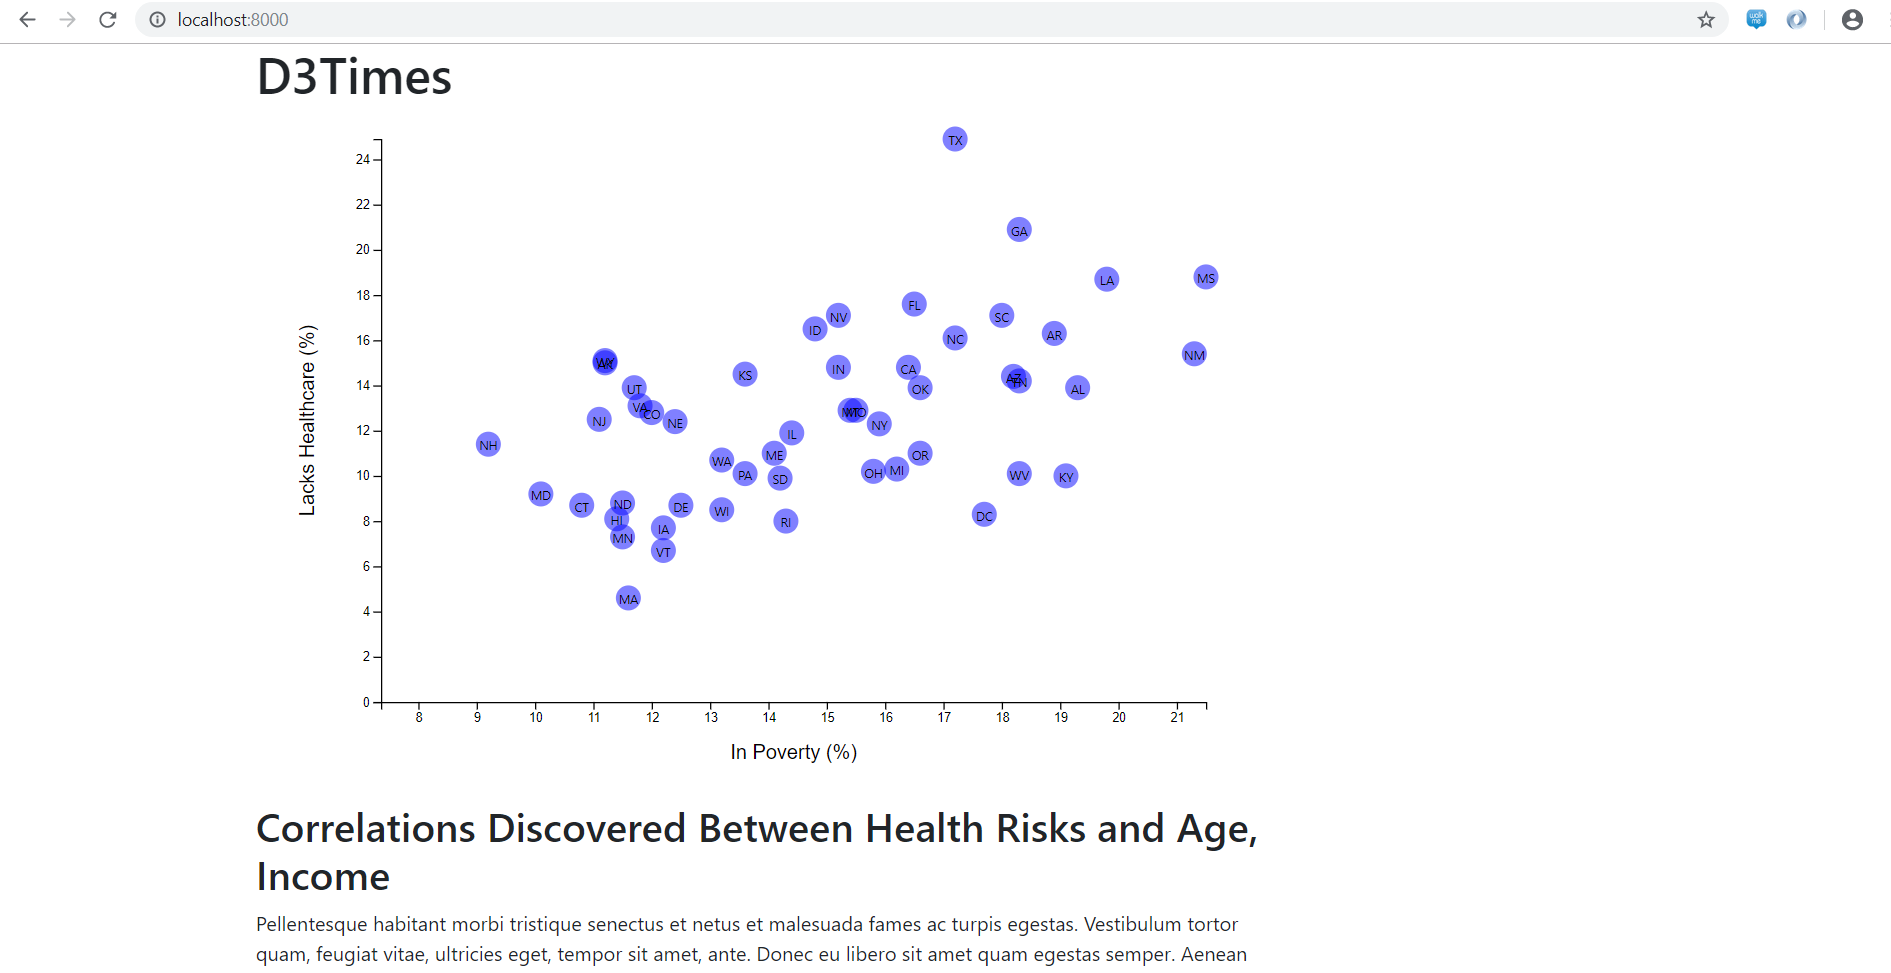 localhost:8000
walk me
D3Times
TX
24
22
GA
20
LA
MS
18
FL
NV
SC
ID
AR
16
NC
NM
WY
IN
CA
KS
14
UT
OK
AL
VA
CO
MO
NJ
NE
NY
12
IL
NH
ME
OR
WA
MI
10
PA
SD
OH
WV
KY
MD
CT
ND
DE
WI
DC
8
HI
RI
IA
MN
VT
6
MA
4
2
0
Lacks Healthcare (%)
8 9 10 11 12 13 14 15 16 17 18 19 20 21
In Poverty (%)
Correlations Discovered Between Health Risks and Age,
Income
Pellentesque habitant morbi tristique senectus et netus et malesuada fames ac turpis egestas. Vestibulum tortor
quam, feugiat vitae, ultricies eget, tempor sit amet, ante. Donec eu libero sit amet quam egestas semper. Aenean